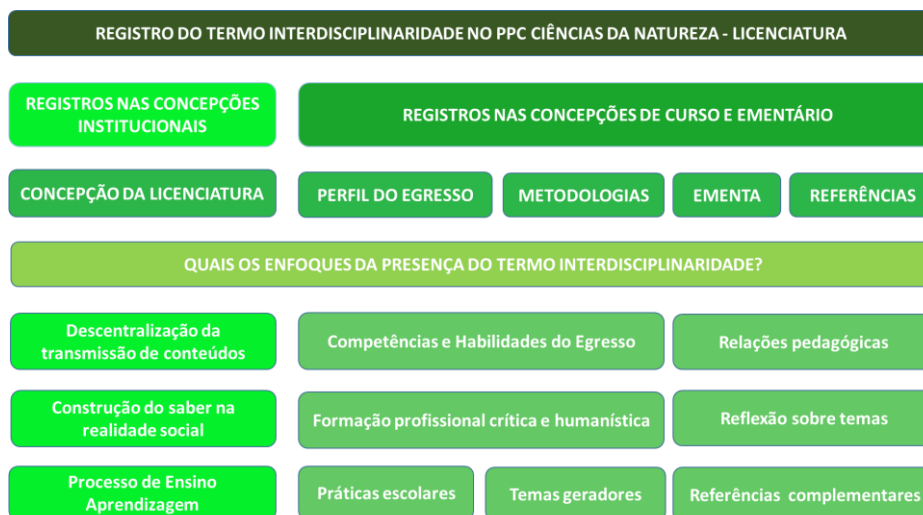 REGISTRO DO TERMO INTERDISCIPLINARIDADE NO PPC CIÊNCIAS DA NATUREZA - LICENCIATURA
REGISTROS NAS CONCEPÇÕES
INSTITUCIONAIS
REGISTROS NAS CONCEPÇÕES DE CURSO E EMENTÁRIO
CONCEPÇÃO DA LICENCIATURA
PERFIL DO EGRESSO
METODOLOGIAS
EMENTA
REFERÊNCIAS
QUAIS OS ENFOQUES DA PRESENÇA DO TERMO INTERDISCIPLINARIDADE?
Descentralização da
transmissão de conteúdos
Competências e Habilidades do Egresso
Relações pedagógicas
Construção do saber na
realidade social
Formação profissional crítica e humanística
Reflexão sobre temas
Processo de Ensino
Aprendizagem
Práticas escolares
Temas geradores
Referências complementares